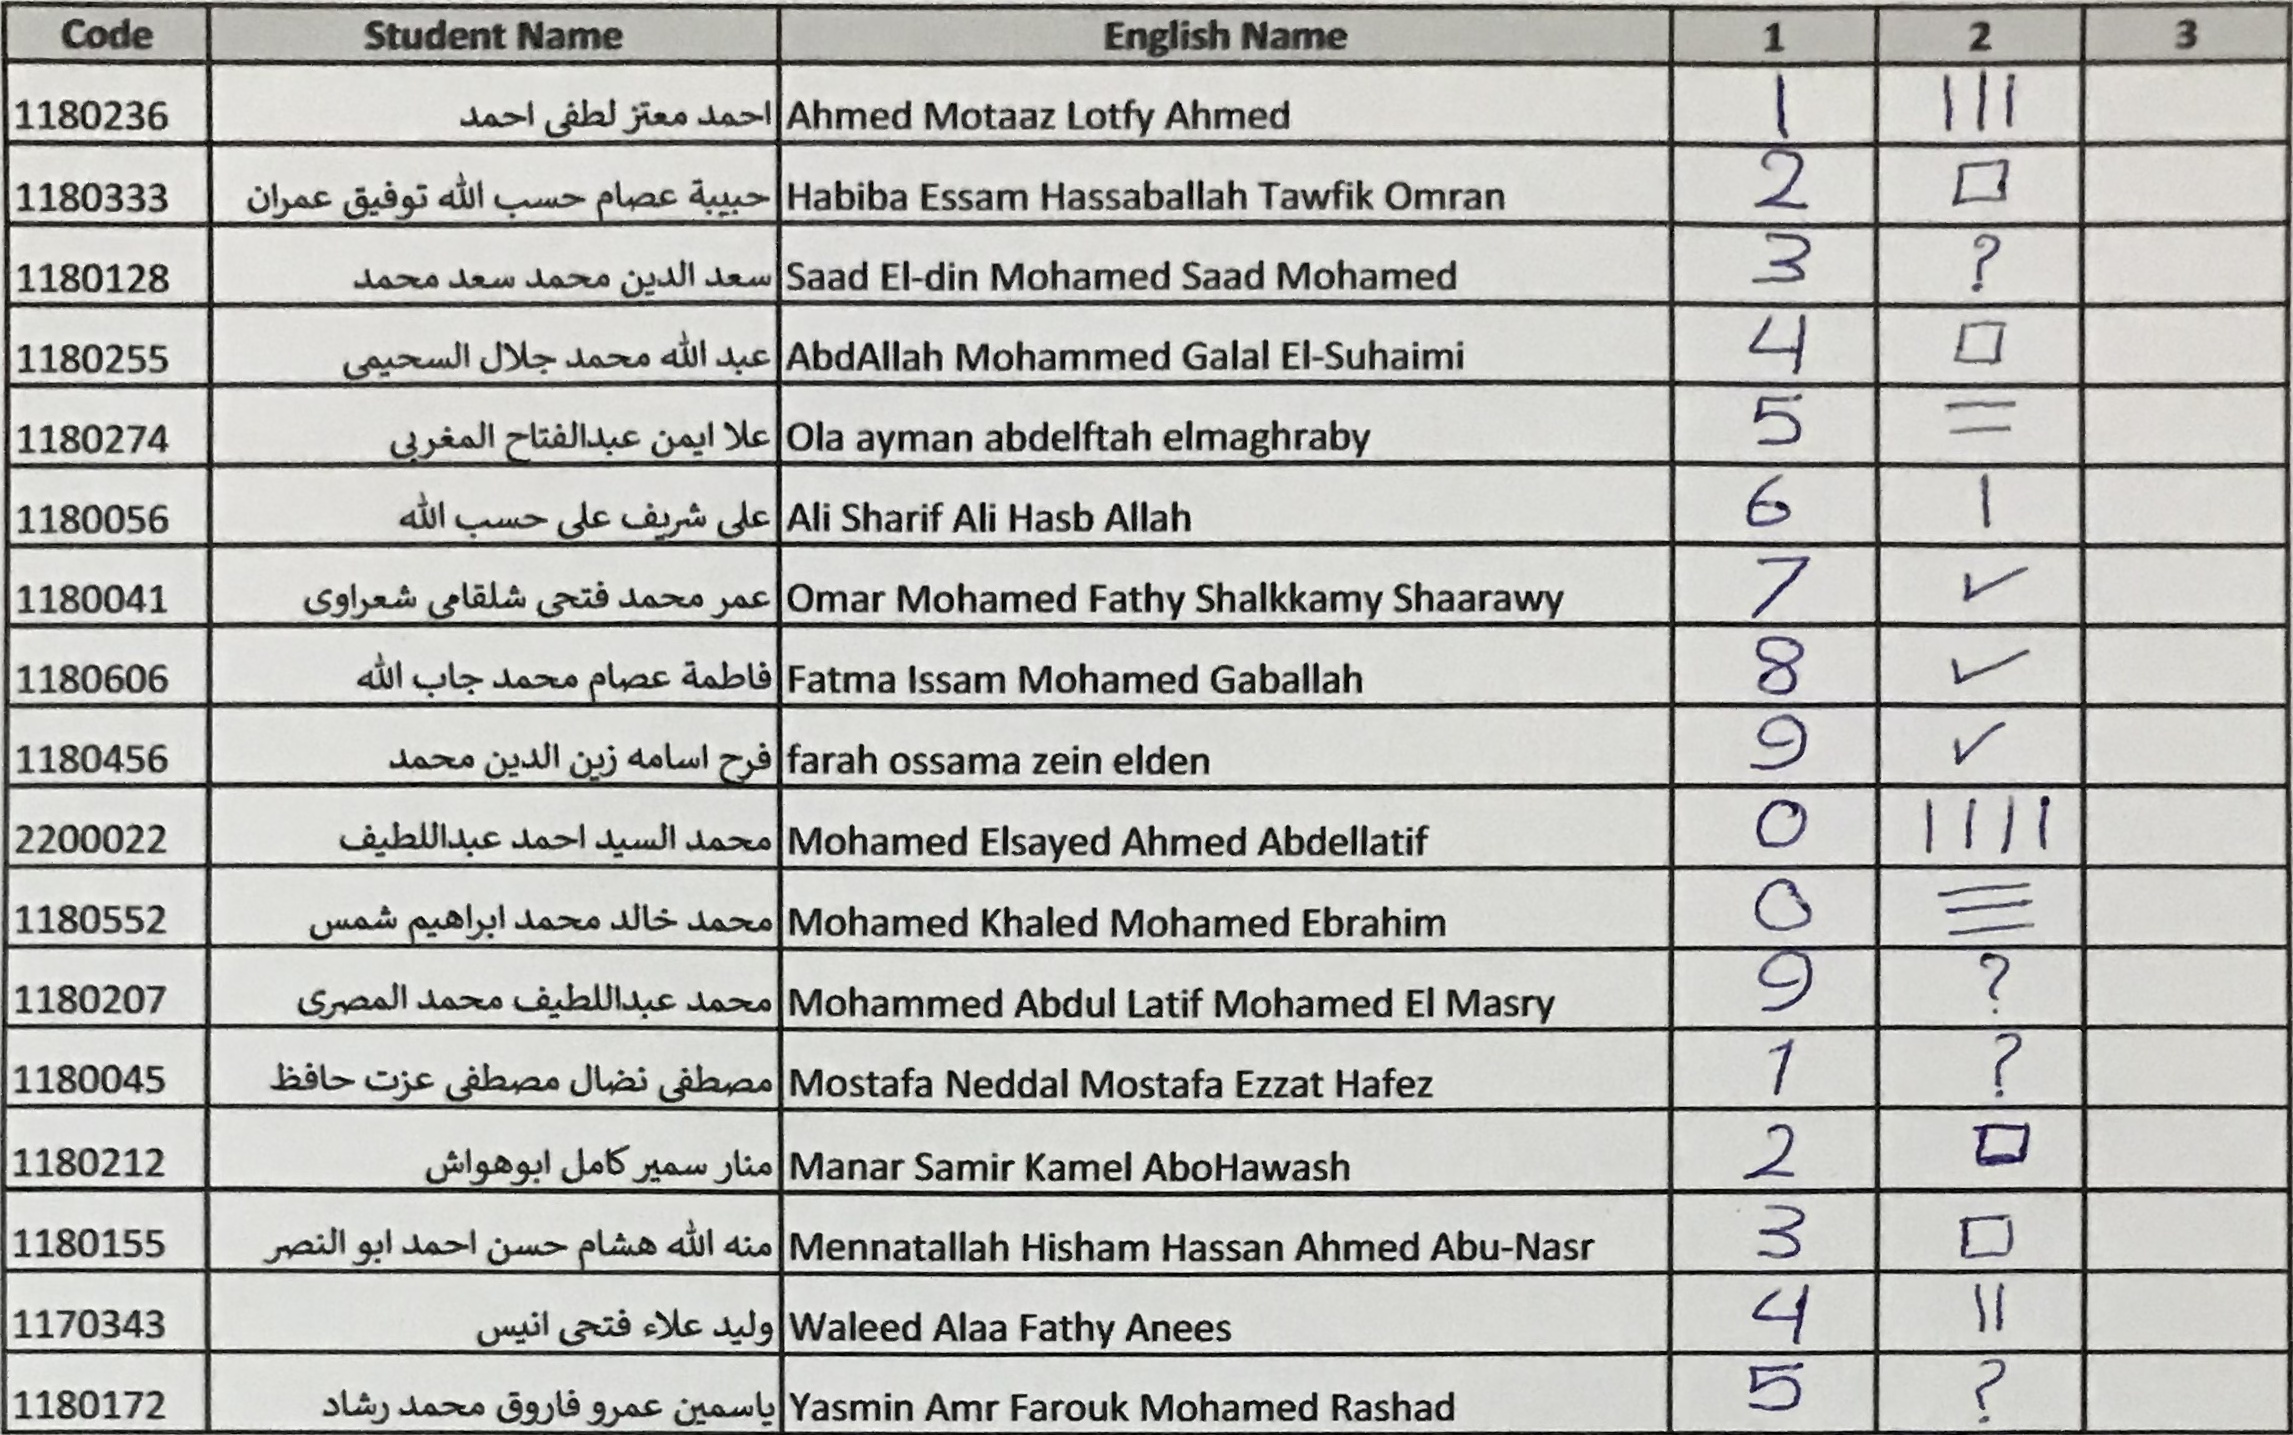 Code Student Name English Name 1 2 3
1180236 احمد معتز لطفى احمد Ahmed Motaaz Lotfy Ahmed 1 |||
1180333 حبيبة عصام حسب الله توفيق عمران Habiba Essam Hassaballah Tawfik Omran 2 □
1180128 سعد الدين محمد سعد محمد Saad El-din Mohamed Saad Mohamed 3 ?
1180255 عبد الله محمد جلال السحيمى AbdAllah Mohammed Galal El-Suhaimi 4 □
1180274 علا ايمن عبدالفتاح المغربى Ola ayman abdelftah elmaghraby 5 =
1180056 على شريف على حسب الله Ali Sharif Ali Hasb Allah 6 |
1180041 عمر محمد فتحى شلقامى شعراوى Omar Mohamed Fathy Shalkkamy Shaarawy 7 ✓
1180606 فاطمة عصام محمد جاب الله Fatma Issam Mohamed Gaballah 8 ✓
1180456 فرح اسامه زين الدين محمد farah ossama zein elden 9 ✓
2200022 محمد السيد احمد عبداللطيف Mohamed Elsayed Ahmed Abdellatif 0 ||||
1180552 محمد خالد محمد ابراهيم شمس Mohamed Khaled Mohamed Ebrahim 0 ≡
1180207 محمد عبداللطيف محمد المصرى Mohammed Abdul Latif Mohamed El Masry 9 ?
1180045 مصطفى نضال مصطفى عزت حافظ Mostafa Neddal Mostafa Ezzat Hafez 1 ?
1180212 منار سمير كامل ابوهواش Manar Samir Kamel AboHawash 2 □
1180155 منه الله هشام حسن احمد ابو النصر Mennatallah Hisham Hassan Ahmed Abu-Nasr 3 □
1170343 وليد علاء فتحى انيس Waleed Alaa Fathy Anees 4 ||
1180172 ياسمين عمرو فاروق محمد رشاد Yasmin Amr Farouk Mohamed Rashad 5 ?